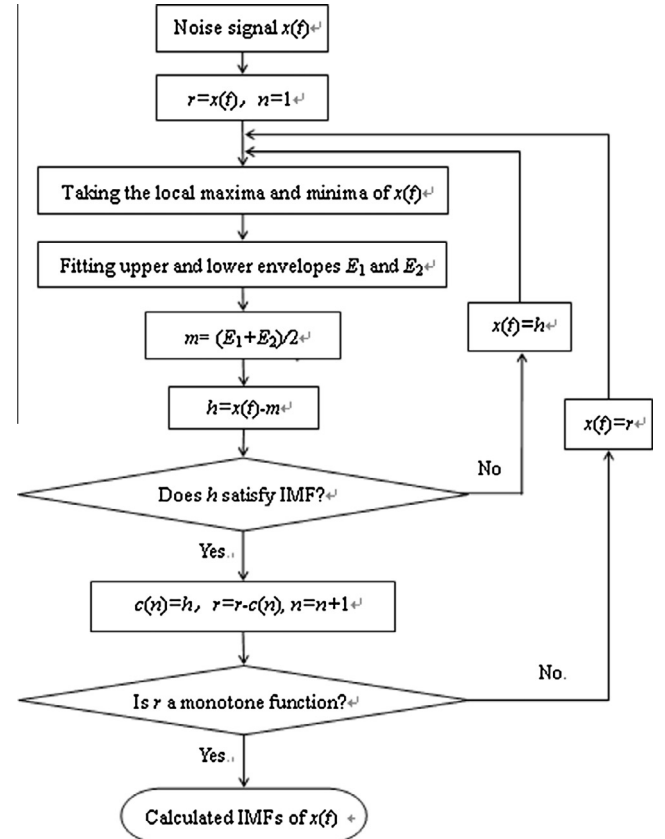 Noise signal x(t)↵
r=x(t), n=1↵
Taking the local maxima and minima of x(t)↵
Fitting upper and lower envelopes E₁ and E₂↵
m= (E₁+E₂)/2↵
x(t)=h↵
h=x(t)-m↵
x(t)=r↵
No
Does h satisfy IMF?↵
Yes.
c(n)=h, r=r-c(n), n=n+1↵
No.
Is r a monotone function?↵
Yes.
Calculated IMFs of x(t) ↵